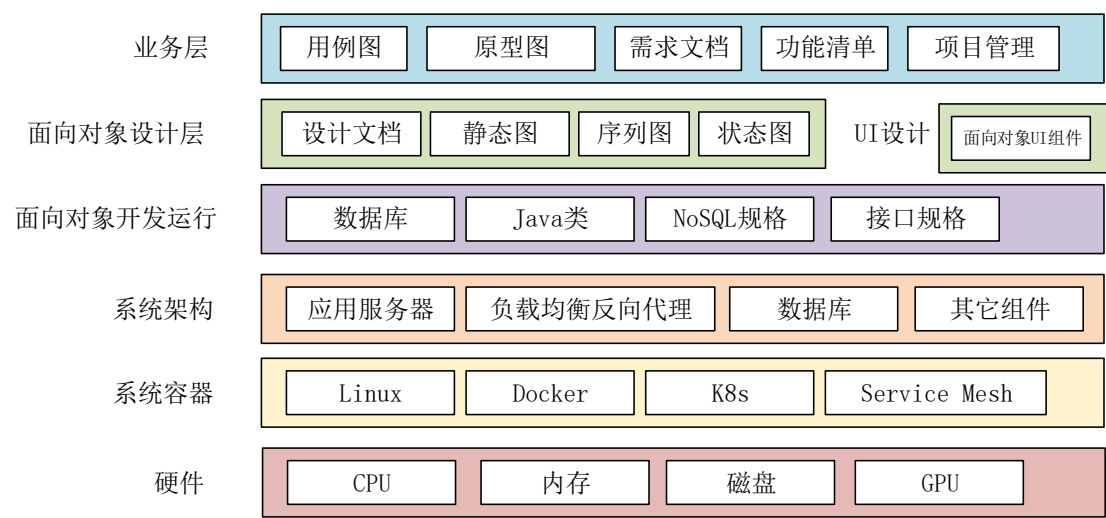 业务层 用例图 原型图 需求文档 功能清单 项目管理
面向对象设计层 设计文档 静态图 序列图 状态图 UI设计 面向对象UI组件
面向对象开发运行 数据库 Java类 NoSQL规格 接口规格
系统架构 应用服务器 负载均衡反向代理 数据库 其它组件
系统容器 Linux Docker K8s Service Mesh
硬件 CPU 内存 磁盘 GPU